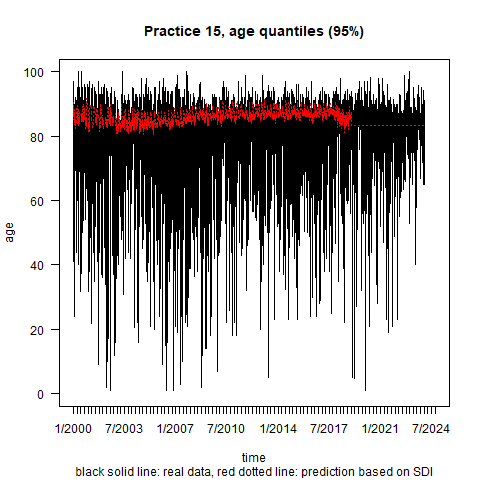 Practice 15, age quantiles (95%)
age
100
80
60
40
20
0
1/2000 7/2003 1/2007 7/2010 1/2014 7/2017 1/2021 7/2024
time
black solid line: real data, red dotted line: prediction based on SDI